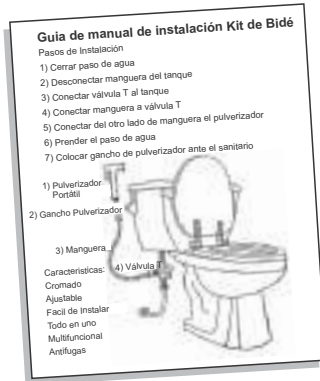 Guia de manual de instalación Kit de Bidé
Pasos de Instalación
1) Cerrar paso de agua
2) Desconectar manguera del tanque
3) Conectar válvula T al tanque
4) Conectar manguera a válvula T
5) Conectar del otro lado de manguera el pulverizador
6) Prender el paso de agua
7) Colocar gancho de pulverizador ante el sanitario
1) Pulverizador
Portátil
2) Gancho Pulverizador
3) Manguera
4) Válvula T
Caracteristicas:
Cromado
Ajustable
Facil de Instalar
Todo en uno
Multifuncional
Antifugas